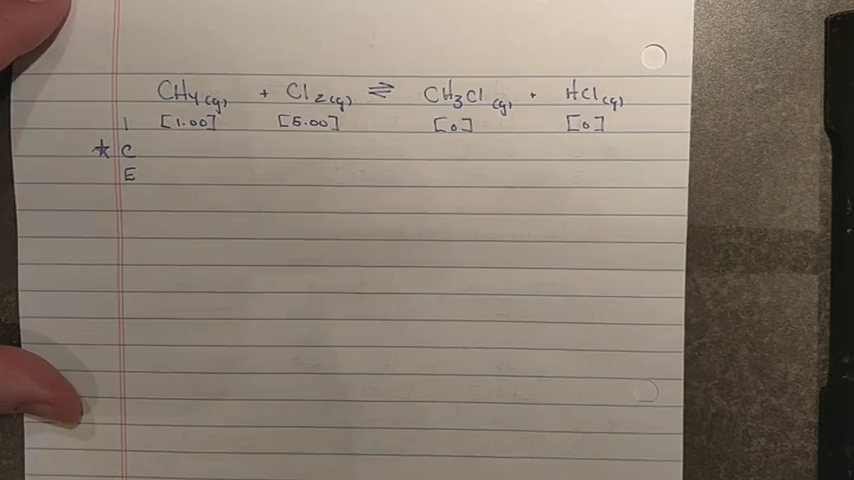 CH4(g) + Cl2(g) ⇌ CH3Cl(g) + HCl(g)
I [1.00] [5.00] [0] [0]
★ C
E